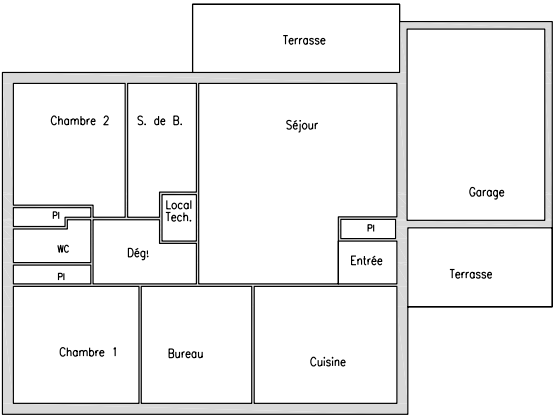 Terrasse
Chambre 2
S. de B.
Séjour
Garage
Local
Tech.
Pl
Pl
WC
Dég!
Entrée
Pl
Terrasse
Chambre 1
Bureau
Cuisine